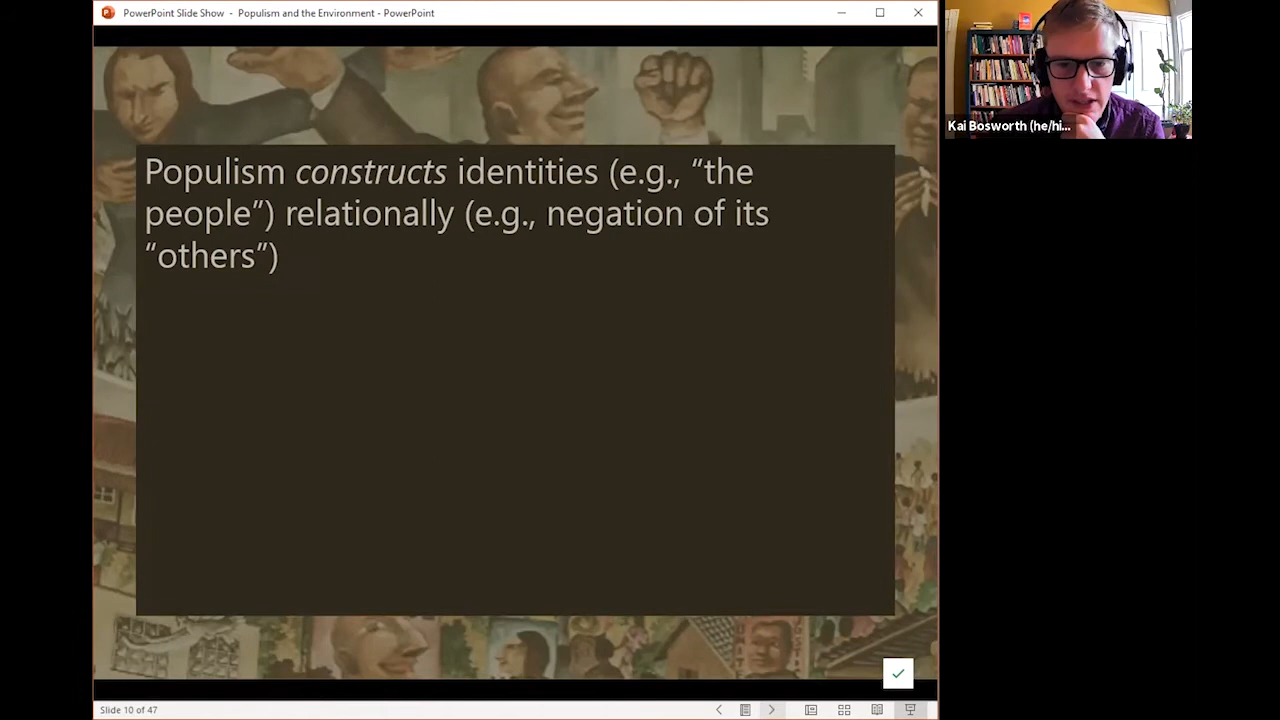 PowerPoint Slide Show - Populism and the Environment - PowerPoint
Kai Bosworth (he/hi...
Populism constructs identities (e.g., “the
people”) relationally (e.g., negation of its
“others”)
Slide 10 of 47